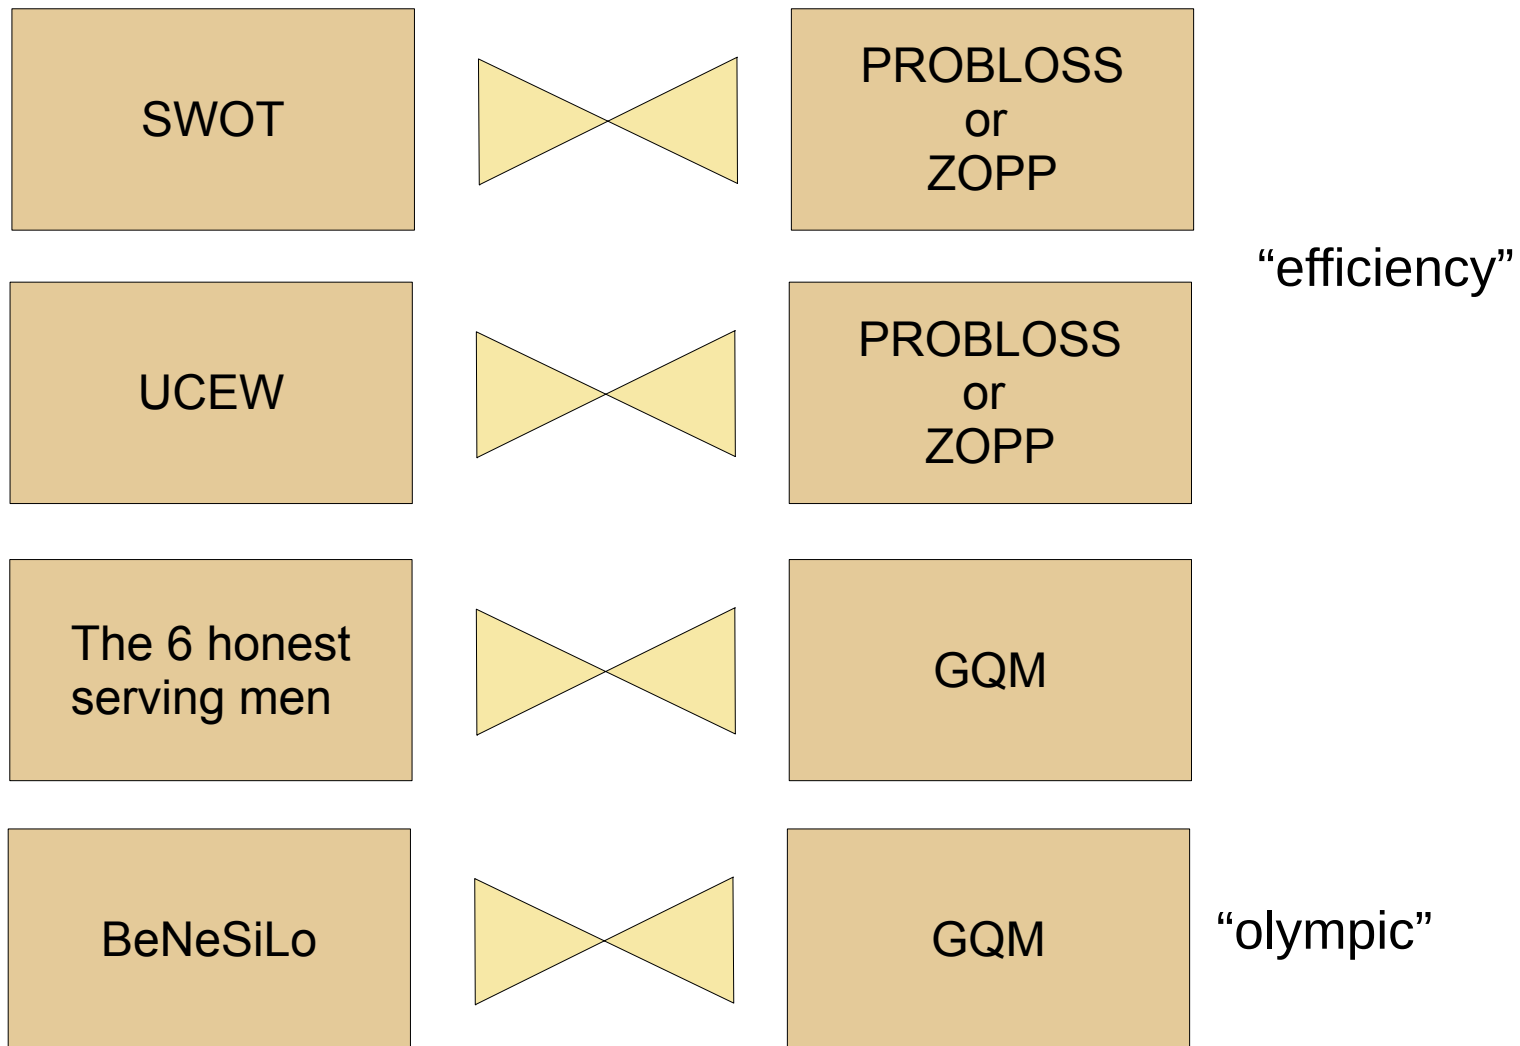 SWOT
PROBLOSS
or
ZOPP
“efficiency”
UCEW
PROBLOSS
or
ZOPP
The 6 honest
serving men
GQM
BeNeSiLo
GQM
“olympic”